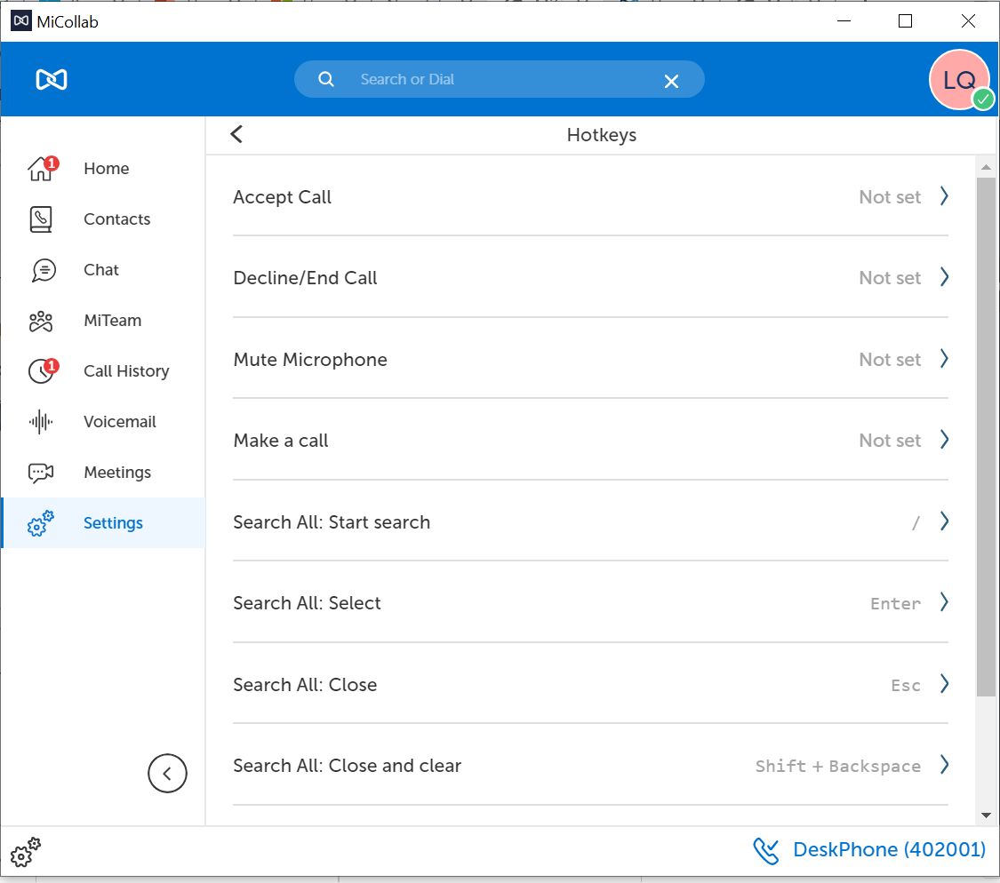 MiCollab
Search or Dial
LQ
Hotkeys
1
Home
Contacts
Chat
MiTeam
1
Call History
Voicemail
Meetings
Settings
Accept Call Not set
Decline/End Call Not set
Mute Microphone Not set
Make a call Not set
Search All: Start search /
Search All: Select Enter
Search All: Close Esc
Search All: Close and clear Shift + Backspace
DeskPhone (402001)